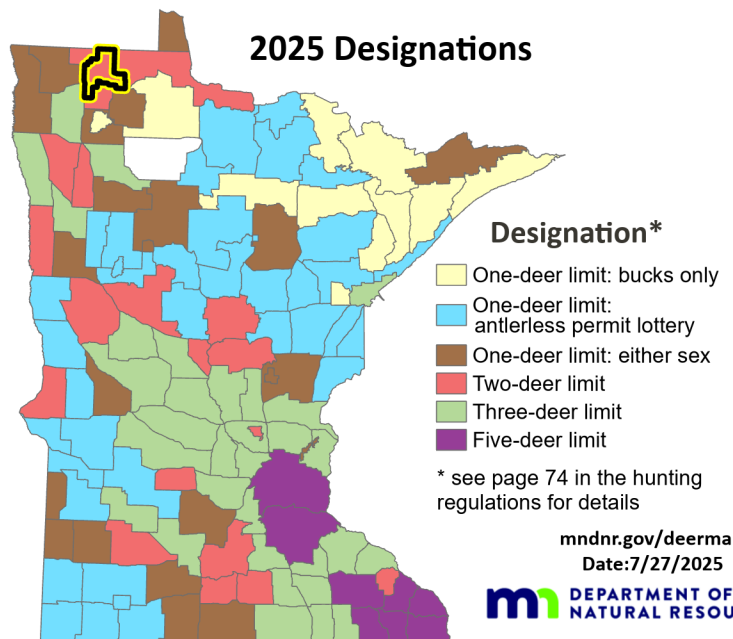 2025 Designations
Designation*
One-deer limit: bucks only
One-deer limit:
antlerless permit lottery
One-deer limit: either sex
Two-deer limit
Three-deer limit
Five-deer limit
* see page 74 in the hunting
regulations for details
mndnr.gov/deerma
Date:7/27/2025
mn DEPARTMENT OF
NATURAL RESOU